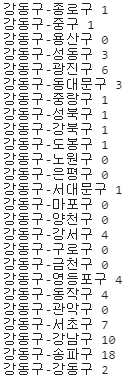 강동구-종로구 1
강동구-중구 1
강동구-용산구 0
강동구-성동구 3
강동구-광진구 6
강동구-동대문구 3
강동구-중랑구 1
강동구-성북구 1
강동구-강북구 1
강동구-도봉구 1
강동구-노원구 0
강동구-은평구 0
강동구-서대문구 1
강동구-마포구 0
강동구-양천구 0
강동구-강서구 4
강동구-구로구 0
강동구-금천구 0
강동구-영등포구 4
강동구-동작구 4
강동구-관악구 0
강동구-서초구 7
강동구-강남구 10
강동구-송파구 18
강동구-강동구 2